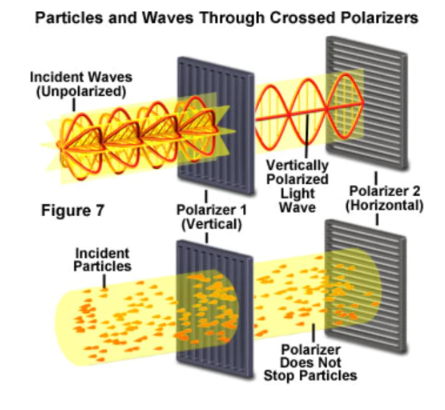 Particles and Waves Through Crossed Polarizers
Incident Waves
(Unpolarized)
Vertically
Polarized
Light
Wave
Polarizer 2
(Horizontal)
Figure 7
Polarizer 1
(Vertical)
Incident
Particles
Polarizer
Does Not
Stop Particles